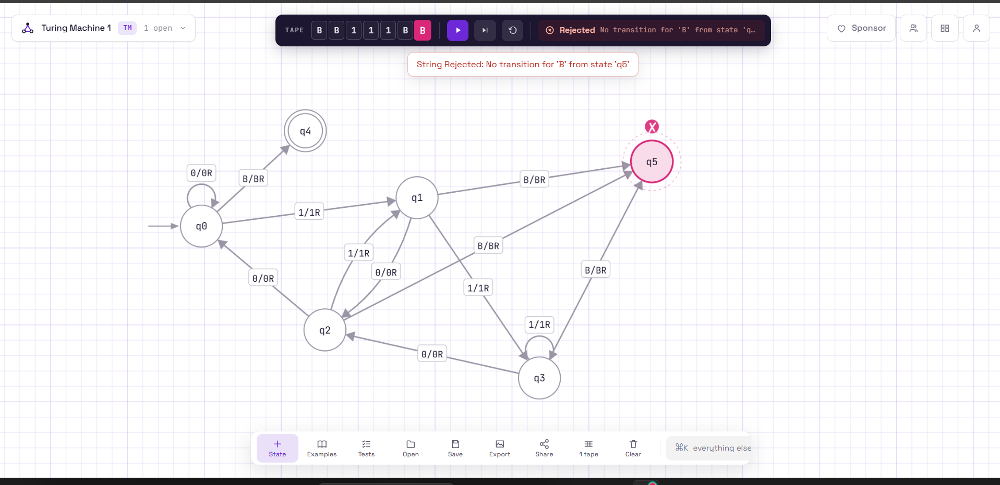 Turing Machine 1 TM 1 open
TAPE B B 1 1 1 B B Rejected No transition for 'B' from state 'q…
Sponsor
String Rejected: No transition for 'B' from state 'q5'
q4
X
q5
0/0R
B/BR
B/BR
q1
1/1R
q0
B/BR
1/1R
0/0R
B/BR
0/0R
1/1R
1/1R
q2
0/0R
q3
State
Examples
Tests
Open
Save
Export
Share
1 tape
Clear
⌘K everything else